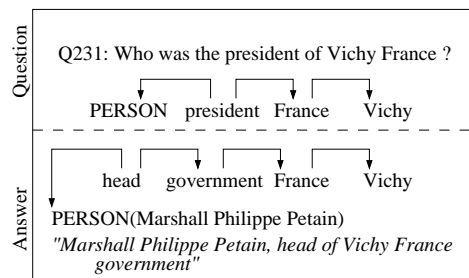 Question
Q231: Who was the president of Vichy France ?
PERSON president France Vichy
Answer
head government France Vichy
PERSON(Marshall Philippe Petain)
"Marshall Philippe Petain, head of Vichy France
government"